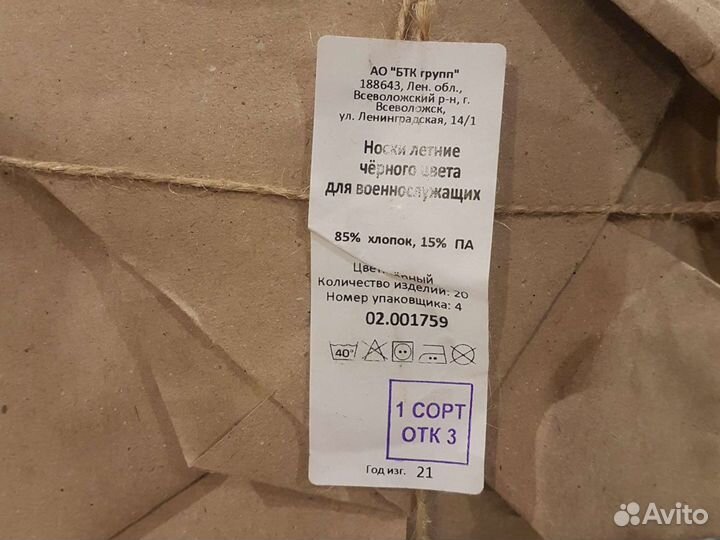 АО "БТК групп"
188643, Лен. обл.,
Всеволожский р-н, г.
Всеволожск,
ул. Ленинградская, 14/1
Носки летние
чёрного цвета
для военнослужащих
85% хлопок, 15% ПА
Количество изделий: 20
Номер упаковщика: 4
02.001759
40°
1 СОРТ
ОТК 3
Год изг. 21
Avito